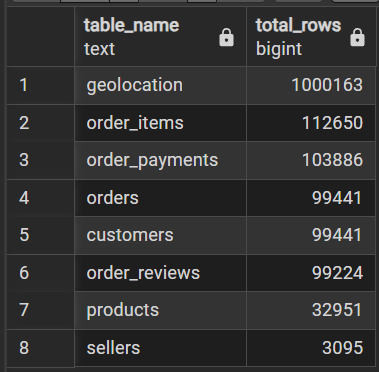 table_name total_rows
text bigint
1 geolocation 1000163
2 order_items 112650
3 order_payments 103886
4 orders 99441
5 customers 99441
6 order_reviews 99224
7 products 32951
8 sellers 3095